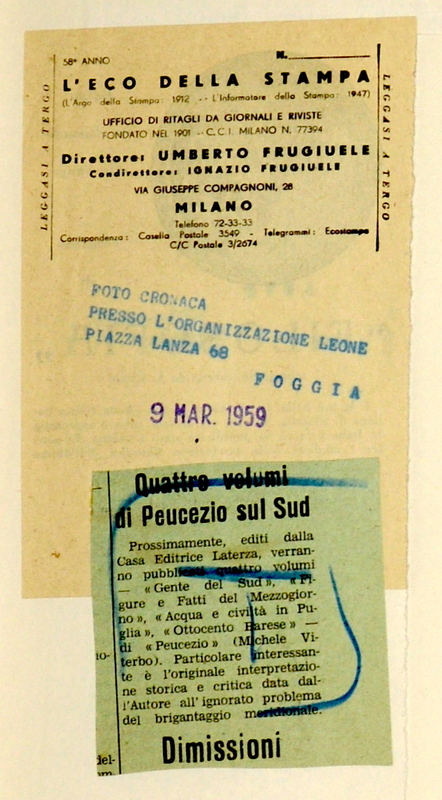 58° ANNO
N.
L'ECO DELLA STAMPA
(L'Argo della Stampa: 1912 -- L'Informatore della Stampa: 1947)
UFFICIO DI RITAGLI DA GIORNALI E RIVISTE
FONDATO NEL 1901 - C.C.I. MILANO N. 77394
Direttore: UMBERTO FRUGIUELE
Condirettore: IGNAZIO FRUGIUELE
VIA GIUSEPPE COMPAGNONI, 28
MILANO
Telefono 72-33-33
Corrispondenza: Casella Postale 3549 - Telegrammi: Ecostampa
C/C Postale 3/2674
LEGGASI A TERGO
LEGGASI A TERGO
FOTO CRONACA
PRESSO L'ORGANIZZAZIONE LEONE
PIAZZA LANZA 68
FOGGIA
9 MAR. 1959
Quattro volumi
di Peucezio sul Sud
Prossimamente, editi dalla
Casa Editrice Laterza, verran-
no pubblicati quattro volumi
— «Gente del Sud», «Fi-
gure e Fatti del Mezzogior-
no», «Acqua e civiltà in Pu-
glia», «Ottocento Barese» —
di «Peucezio» (Michele Vi-
terbo). Particolare interessan-
te è l'originale interpretazio-
ne storica e critica data dal-
l'Autore all'ignorato problema
del brigantaggio meridionale.
Dimissioni
io-
del-
om-